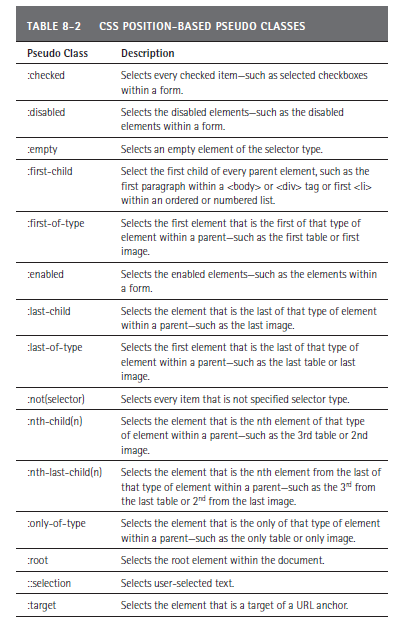 TABLE 8–2 CSS POSITION-BASED PSEUDO CLASSES
Pseudo Class Description
:checked Selects every checked item—such as selected checkboxes
within a form.
:disabled Selects the disabled elements—such as the disabled
elements within a form.
:empty Selects an empty element of the selector type.
:first-child Select the first child of every parent element, such as the
first paragraph within a <body> or <div> tag or first <li>
within an ordered or numbered list.
:first-of-type Selects the first element that is the first of that type of
element within a parent—such as the first table or first
image.
:enabled Selects the enabled elements—such as the elements within
a form.
:last-child Selects the element that is the last of that type of element
within a parent—such as the last image.
:last-of-type Selects the first element that is the last of that type of
element within a parent—such as the last table or last
image.
:not(selector) Selects every item that is not specified selector type.
:nth-child(n) Selects the element that is the nth element of that type
of element within a parent—such as the 3rd table or 2nd
image.
:nth-last-child(n) Selects the element that is the nth element from the last of
that type of element within a parent—such as the 3rd from
the last table or 2nd from the last image.
:only-of-type Selects the element that is the only of that type of element
within a parent—such as the only table or only image.
:root Selects the root element within the document.
::selection Selects user-selected text.
:target Selects the element that is a target of a URL anchor.